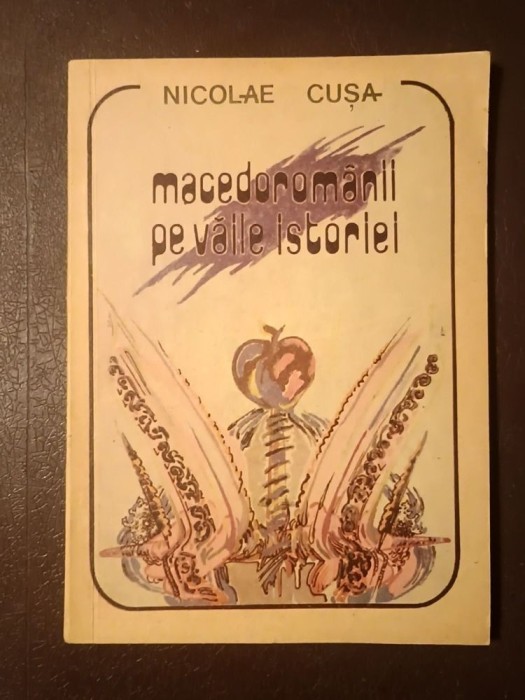 NICOLAE CUȘA
macedoromânii
pe văile istoriei